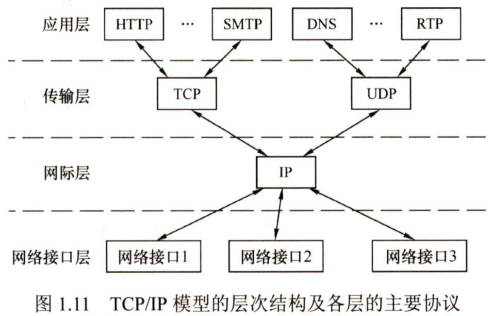 应用层 HTTP … SMTP DNS … RTP
传输层 TCP UDP
网际层 IP
网络接口层 网络接口1 网络接口2 网络接口3
图 1.11 TCP/IP 模型的层次结构及各层的主要协议